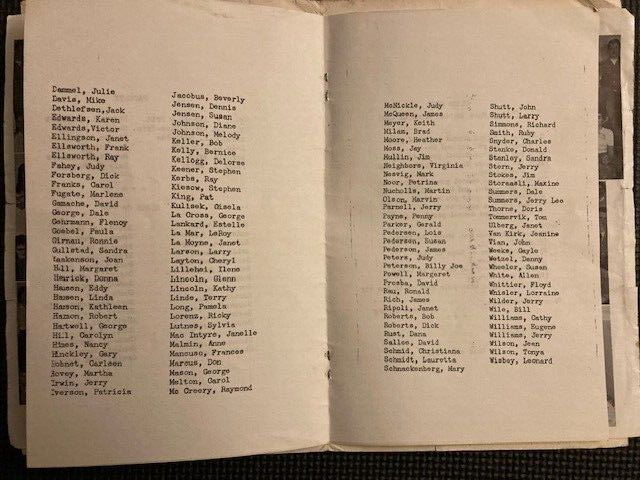 Dammel, Julie
Davis, Mike
Dethlefsen,Jack
Edwards, Karen
Edwards,Victor
Ellingson, Janet
Ellsworth, Frank
Ellsworth, Ray
Fahey, Judy
Forsberg, Dick
Franks, Carol
Fugate, Marlene
Gamache, David
George, Dale
Gehrmann, Flenoy
Goebel, Paula
Girnau, Ronnie
Gullstad, Sandra
Haakenson, Joan
Hall, Margaret
Hanrick, Donna
Hansen, Eddy
Hansen, Linda
Hanson, Kathleen
Hanson, Robert
Hartwell, George
Hill, Carolyn
Himes, Nancy
Hinckley, Gary
Hobnet, Carleen
Hovey, Martha
Irwin, Jerry
Iverson, Patricia
Jacobus, Beverly
Jensen, Dennis
Jensen, Susan
Johnson, Diane
Johnson, Melody
Keller, Bob
Kelly, Bernice
Kellogg, Delorse
Keener, Stephen
Kerbs, Ray
Kiesow, Stephen
King, Pat
Kulisek, Gisela
La Cross, George
Lankard, Estelle
La Mar, LeRoy
La Moyne, Janet
Larson, Larry
Layton, Cheryl
Lillehei, Ilene
Lincoln, Glenn
Lincoln, Kathy
Linde, Terry
Long, Pamela
Lorenz, Ricky
Lutnes, Sylvia
Mac Intyre, Janelle
Malmin, Anne
Mancuso, Frances
Marcus, Don
Mason, George
Melton, Carol
Mc Creery, Raymond
McNickle, Judy
McQueen, James
Meyer, Keith
Milam, Brad
Moore, Heather
Moss, Jay
Mullin, Jim
Neighbors, Virginia
Nesvig, Mark
Noor, Petrina
Nucholls, Martin
Olson, Marvin
Parnell, Jerry
Payne, Penny
Parker, Gerald
Pedersen, Lois
Pedersen, Susan
Pederson, James
Peters, Judy
Peterson, Billy Joe
Powell, Margaret
Presba, David
Rau, Ronald
Rich, James
Ripoli, Janet
Roberts, Bob
Roberts, Dick
Rust, Dana
Sallee, David
Schmid, Christiana
Schmidt, Lauretta
Schnackenberg, Mary
Shutt, John
Shutt, Larry
Simmons, Richard
Smith, Ruby
Snyder, Charles
Stanko, Donald
Stanley, Sandra
Stern, Jerry
Stokes, Jim
Storaasli, Maxine
Summers, Dale
Summers, Jerry Lee
Thorne, Doris
Tommervik, Tom
Ulberg, Janet
Van Kirk, Jeanine
Vian, John
Weeks, Gayle
Wetzel, Danny
Wheeler, Susan
White, Allen
Whittier, Floyd
Whisler, Lorraine
Wilder, Jerry
Wile, Bill
Williams, Cathy
Williams, Eugene
Williams, Jerry
Wilson, Jean
Wilson, Tonya
Wisbey, Leonard